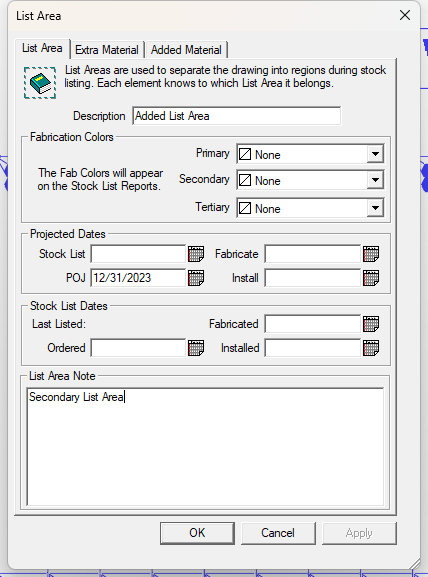 List Area
List Area Extra Material Added Material
List Areas are used to separate the drawing into regions during stock
listing. Each element knows to which List Area it belongs.
Description Added List Area
Fabrication Colors
The Fab Colors will appear
on the Stock List Reports.
Primary None
Secondary None
Tertiary None
Projected Dates
Stock List Fabricate
POJ 12/31/2023 Install
Stock List Dates
Last Listed: Fabricated
Ordered Installed
List Area Note
Secondary List Area
OK Cancel Apply